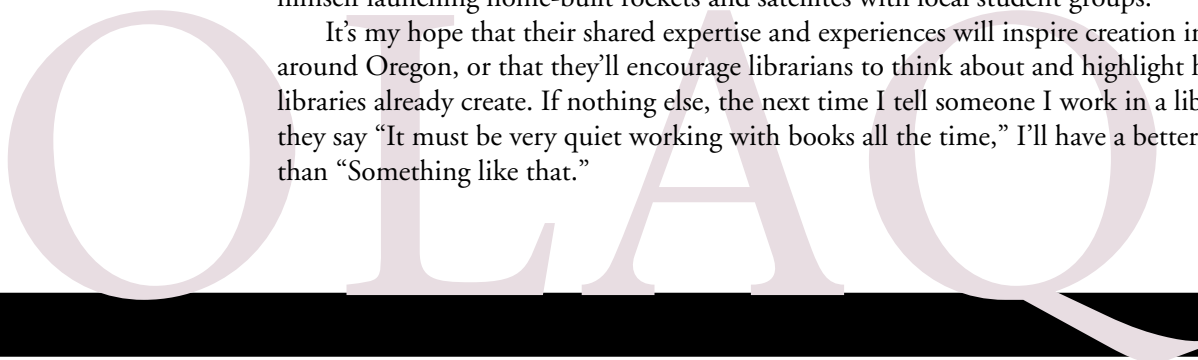 himself launching home-built rockets and satellites with local student groups.
It’s my hope that their shared expertise and experiences will inspire creation
around Oregon, or that they’ll encourage librarians to think about and highlight
libraries already create. If nothing else, the next time I tell someone I work in a
they say “It must be very quiet working with books all the time,” I’ll have a better
than “Something like that.”
OLAQ